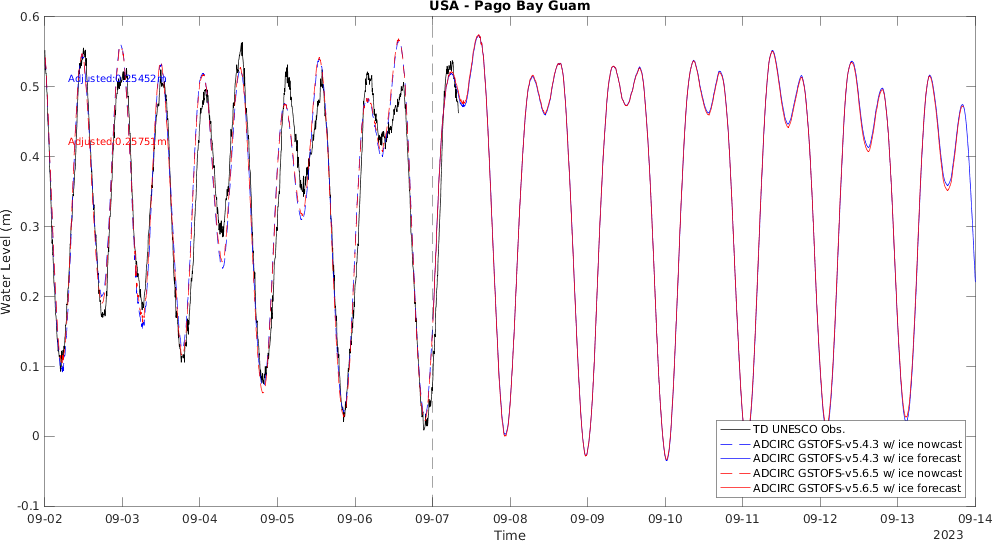 USA - Pago Bay Guam
0.6
0.5
0.4
0.3
0.2
0.1
0
-0.1
Water Level (m)
Adjusted:0.25452m
Adjusted:0.25751m
TD UNESCO Obs.
ADCIRC GSTOFS-v5.4.3 w/ ice nowcast
ADCIRC GSTOFS-v5.4.3 w/ ice forecast
ADCIRC GSTOFS-v5.6.5 w/ ice nowcast
ADCIRC GSTOFS-v5.6.5 w/ ice forecast
09-02 09-03 09-04 09-05 09-06 09-07 09-08 09-09 09-10 09-11 09-12 09-13 09-14
Time
2023